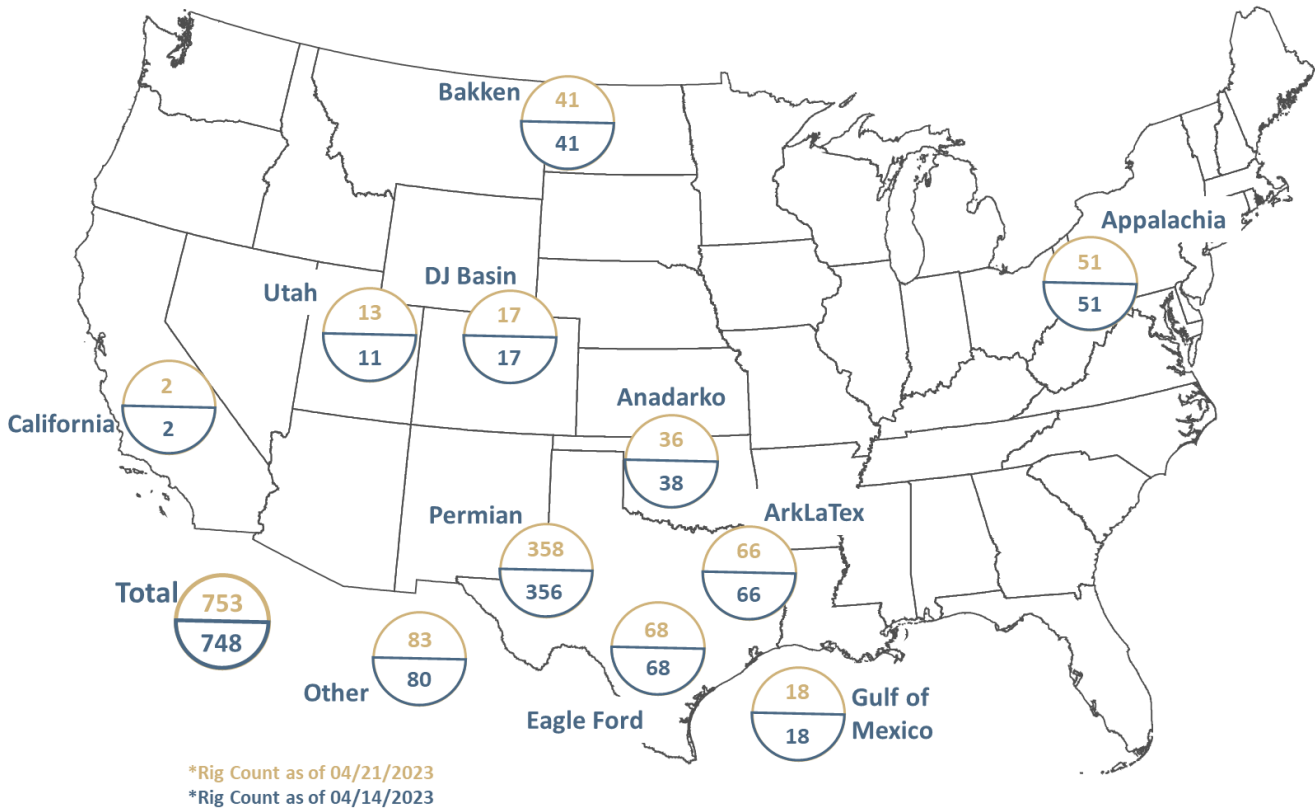 Bakken
41
41
Appalachia
51
51
DJ Basin
17
17
Utah
13
11
California
2
2
Anadarko
36
38
Permian
358
356
ArkLaTex
66
66
Total
753
748
Other
83
80
Eagle Ford
68
68
Gulf of
Mexico
18
18
*Rig Count as of 04/21/2023
*Rig Count as of 04/14/2023